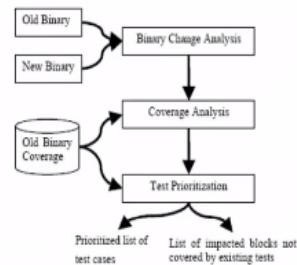 Old Binary
Binary Change Analysis
New Binary
Coverage Analysis
Old Binary
Coverage
Test Prioritization
Prioritized list of
test cases
List of impacted blocks not
covered by existing tests